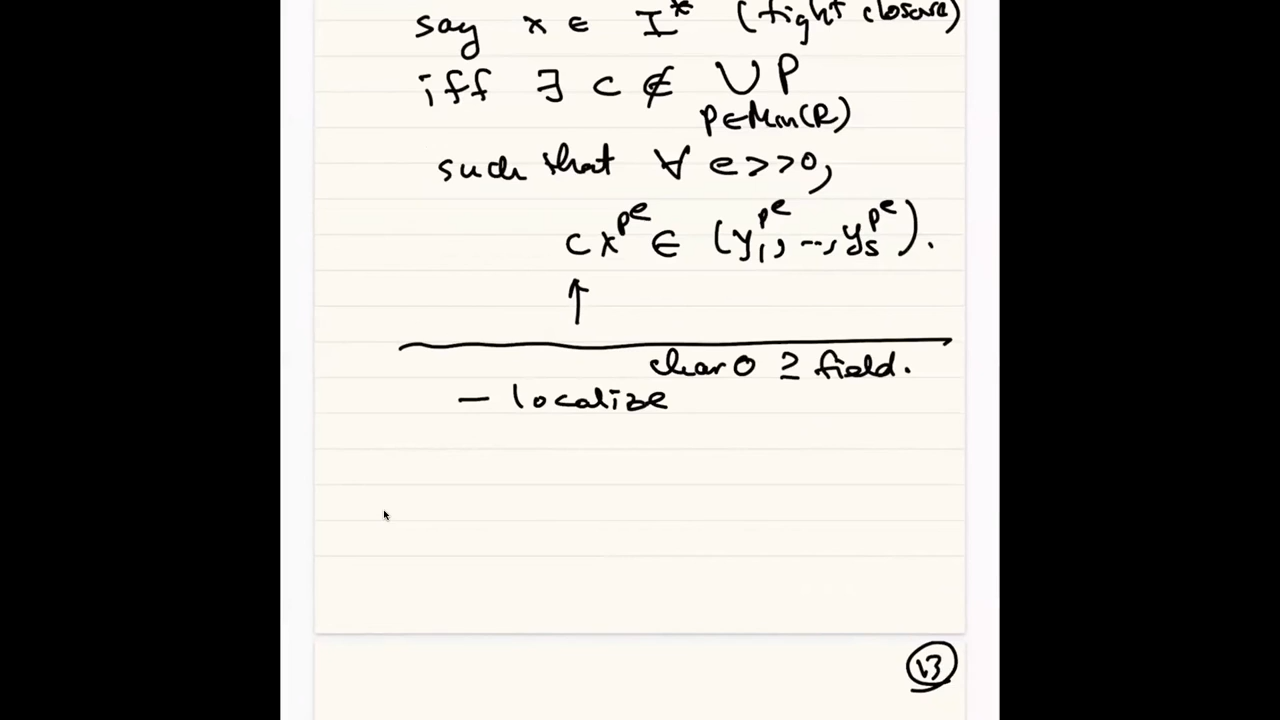 say x ∈ I* (tight closure)
iff ∃ c ∉ ∪ P
P∈Min(R)
such that ∀ e>>0,
cx^{p^e} ∈ (y_1^{p^e}, --, y_s^{p^e}).
↑
char 0 ⊇ field.
— localize
13